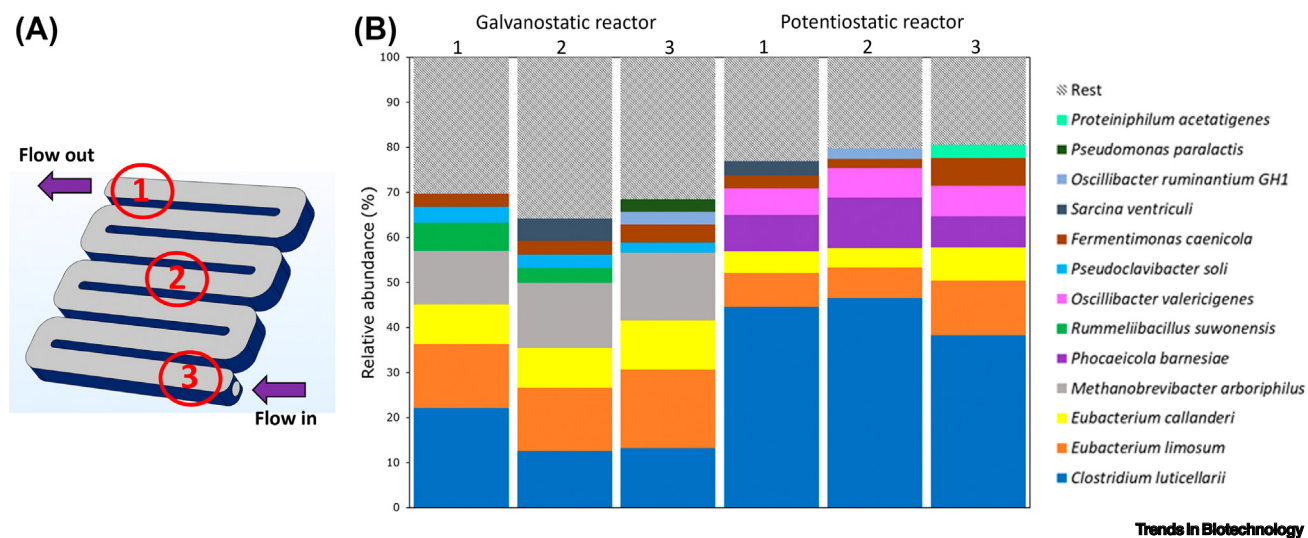 (A)
Flow out
1
2
3
Flow in
(B)
Galvanostatic reactor
Potentiostatic reactor
1 2 3 1 2 3
Relative abundance (%)
100
90
80
70
60
50
40
30
20
10
0
Rest
Proteiniphilum acetatigenes
Pseudomonas paralactis
Oscillibacter ruminantium GH1
Sarcina ventriculi
Fermentimonas caenicola
Pseudoclavibacter soli
Oscillibacter valericigenes
Rummeliibacillus suwonensis
Phocaeicola barnesiae
Methanobrevibacter arboriphilus
Eubacterium callanderi
Eubacterium limosum
Clostridium luticellarii
Trends in Biotechnology